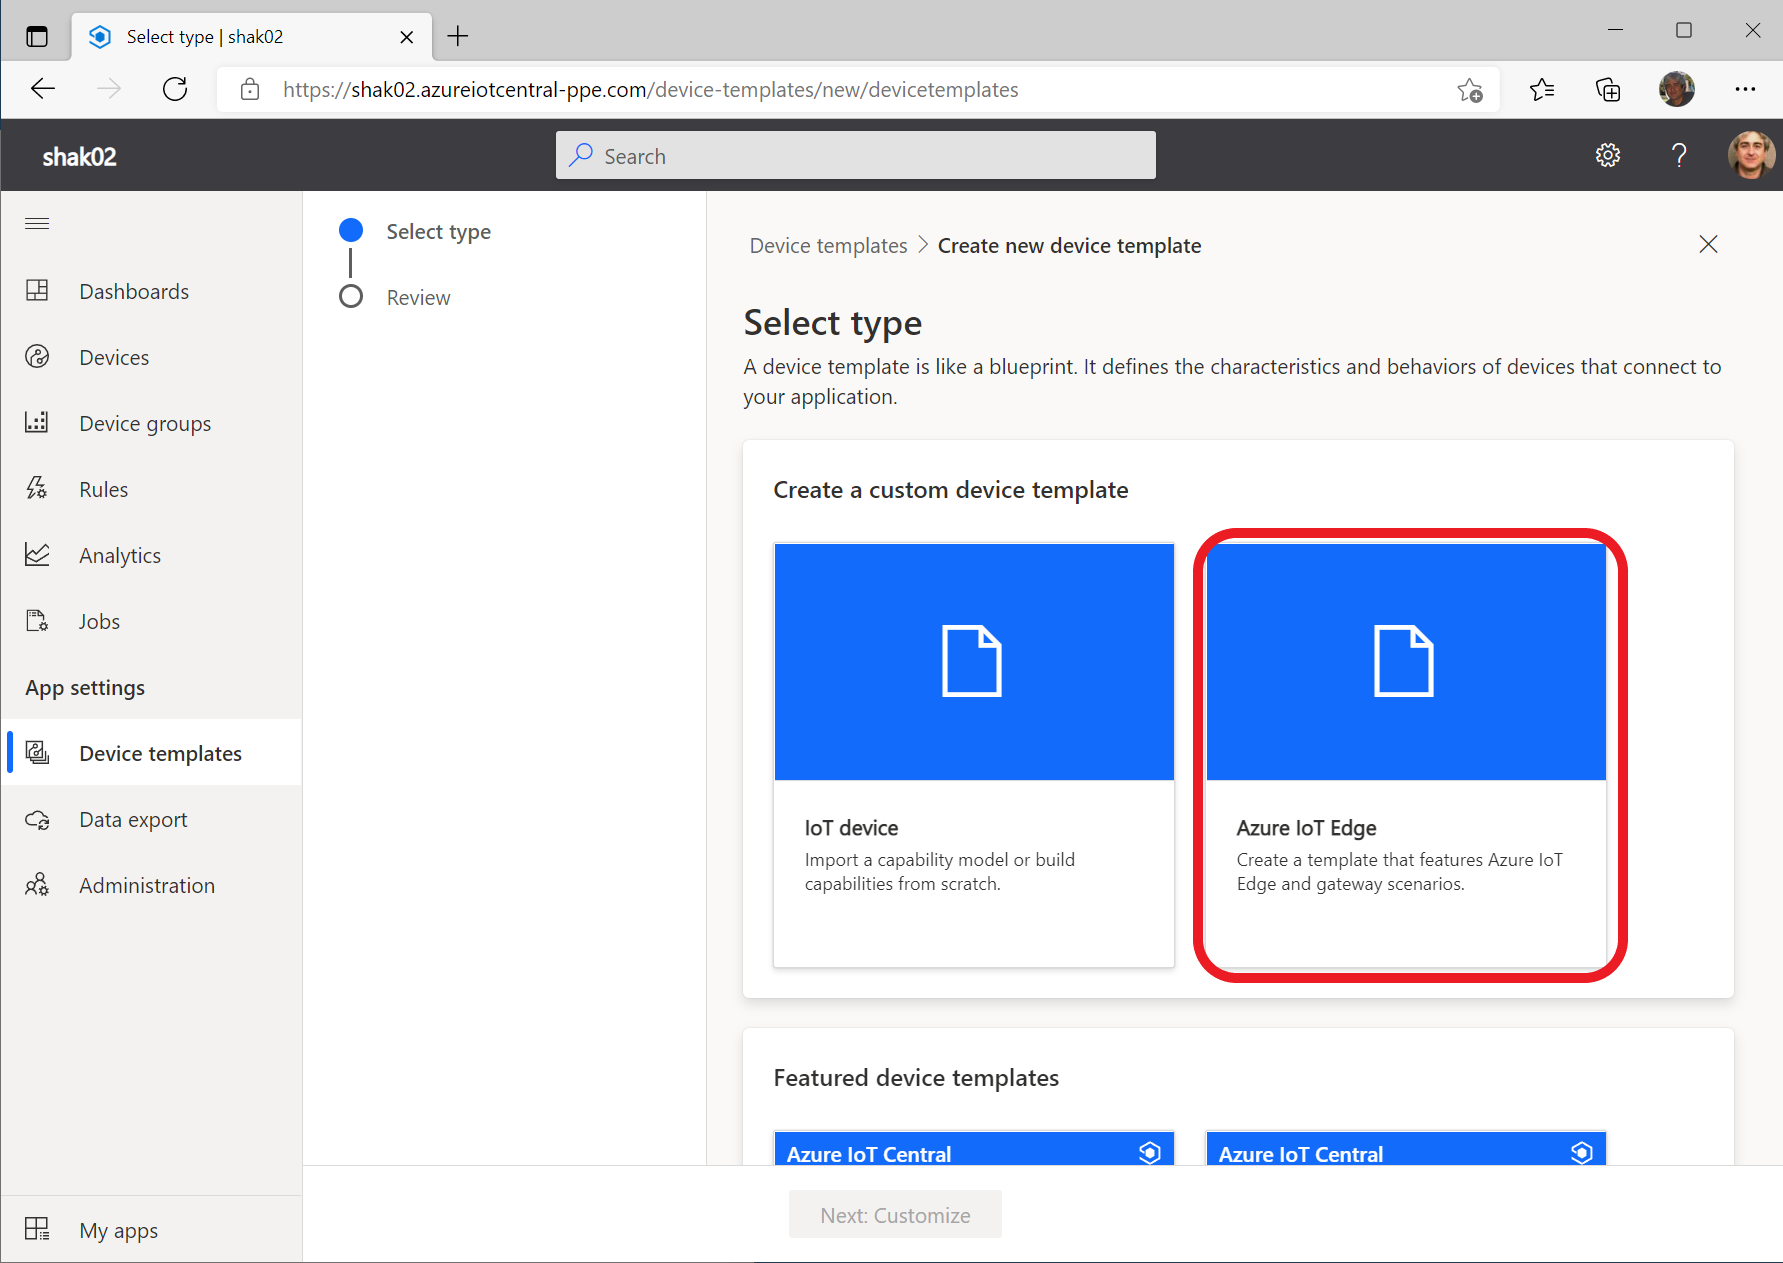 Select type | shak02
https://shak02.azureiotcentral-ppe.com/device-templates/new/devicetemplates
shak02
Search
?
Dashboards
Devices
Device groups
Rules
Analytics
Jobs
App settings
Device templates
Data export
Administration
My apps
Select type
Review
Device templates > Create new device template
Select type
A device template is like a blueprint. It defines the characteristics and behaviors of devices that connect to
your application.
Create a custom device template
IoT device
Import a capability model or build
capabilities from scratch.
Azure IoT Edge
Create a template that features Azure IoT
Edge and gateway scenarios.
Featured device templates
Azure IoT Central
Azure IoT Central
Next: Customize